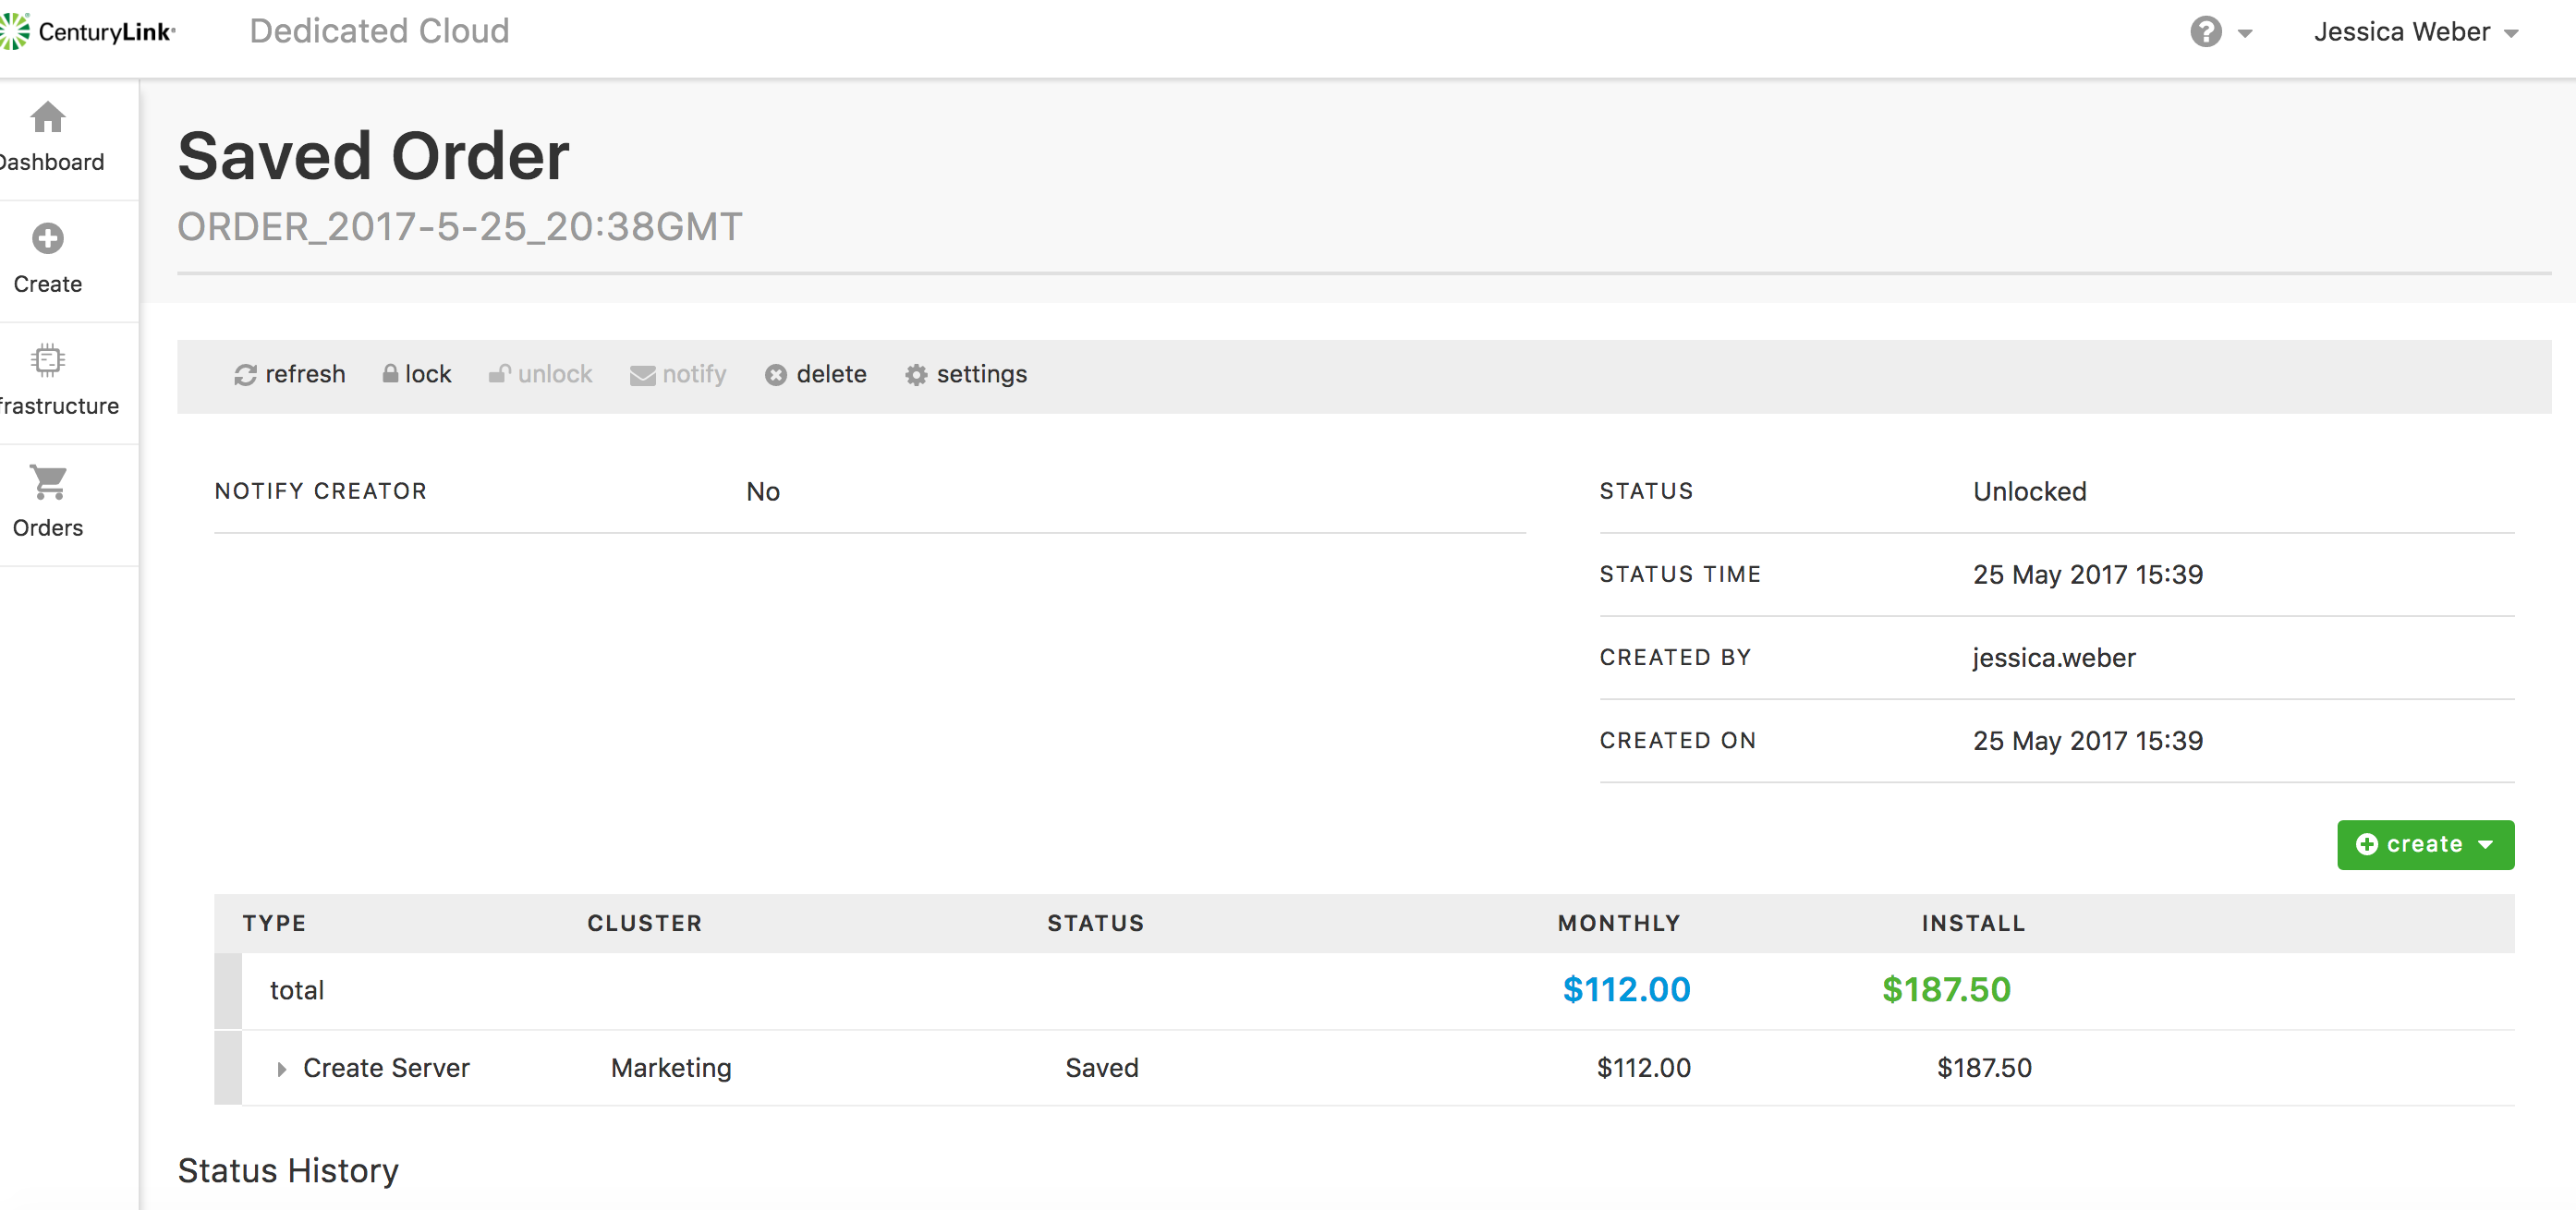 CenturyLink® Dedicated Cloud Jessica Weber
Dashboard
Create
frastructure
Orders
Saved Order
ORDER_2017-5-25_20:38GMT
refresh lock unlock notify delete settings
NOTIFY CREATOR No
STATUS Unlocked
STATUS TIME 25 May 2017 15:39
CREATED BY jessica.weber
CREATED ON 25 May 2017 15:39
create
TYPE CLUSTER STATUS MONTHLY INSTALL
total $112.00 $187.50
Create Server Marketing Saved $112.00 $187.50
Status History